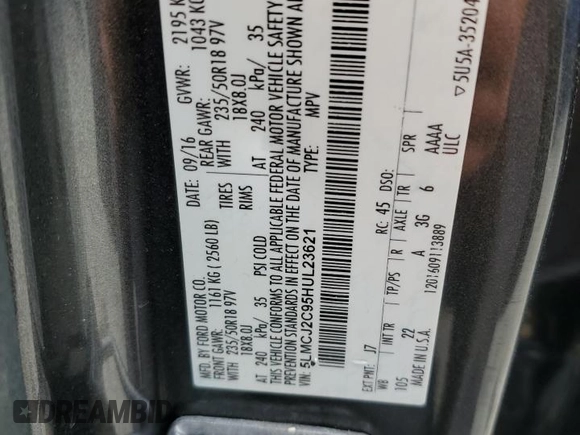 MFD. BY FORD MOTOR CO.
09/16 GVWR: 2195 K
FRONT GAWR: 1161 KG ( 2560 LB) REAR GAWR: 1043 KG
WITH TIRES WITH
235/50R18 97V TIRES 235/50R18 97V
18X8.0J RIMS 18X8.0J
AT 240 kPa/ 35 PSI COLD AT 240 kPa/ 35
THIS VEHICLE CONFORMS TO ALL APPLICABLE FEDERAL MOTOR VEHICLE SAFETY
STANDARDS IN EFFECT ON THE DATE OF MANUFACTURE SHOWN
VIN: 5LMCJ2C95HUL23621
TYPE: MPV
EXT PNT: J7 RC: 45 DSO:
WB INT TR TP/PS R AXLE TR SPR
105 22 A 3G 6 AAAA
MADE IN U.S.A. 1201609113889 ULC
▽5U5A-35204
DREAMBID